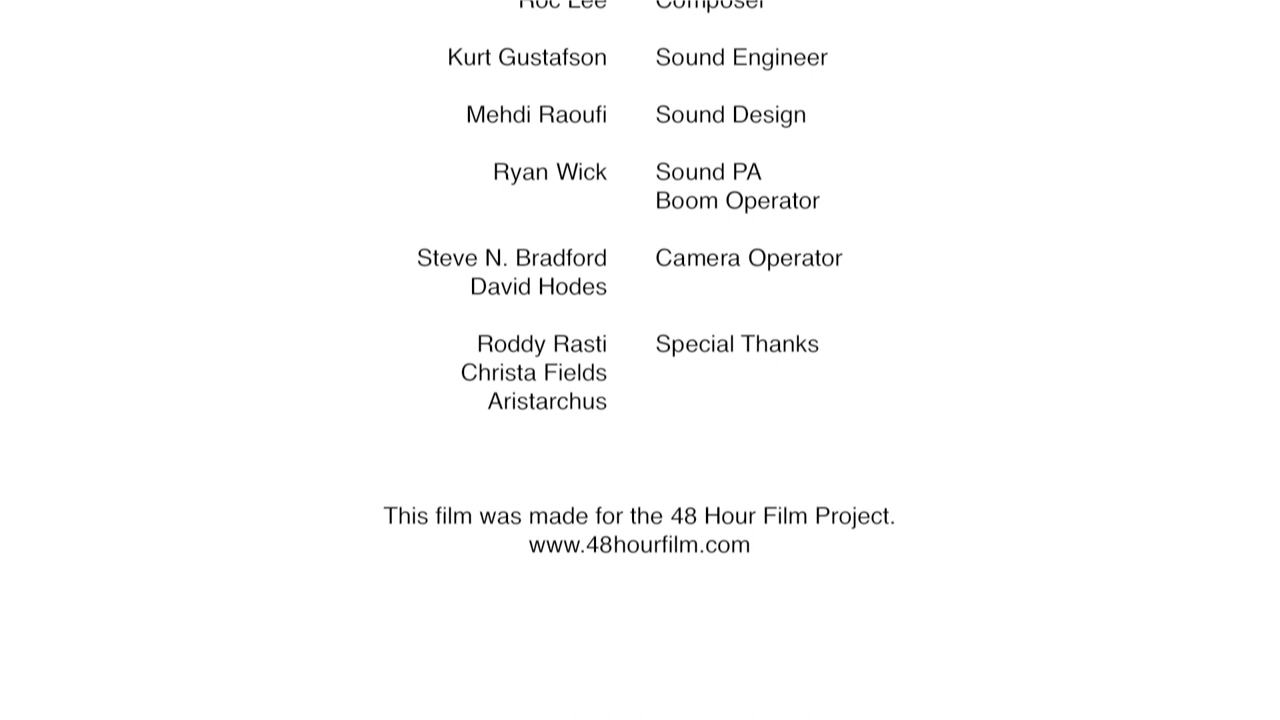 Roc Lee Composer
Kurt Gustafson Sound Engineer
Mehdi Raoufi Sound Design
Ryan Wick Sound PA
Boom Operator
Steve N. Bradford Camera Operator
David Hodes
Roddy Rasti Special Thanks
Christa Fields
Aristarchus
This film was made for the 48 Hour Film Project.
www.48hourfilm.com